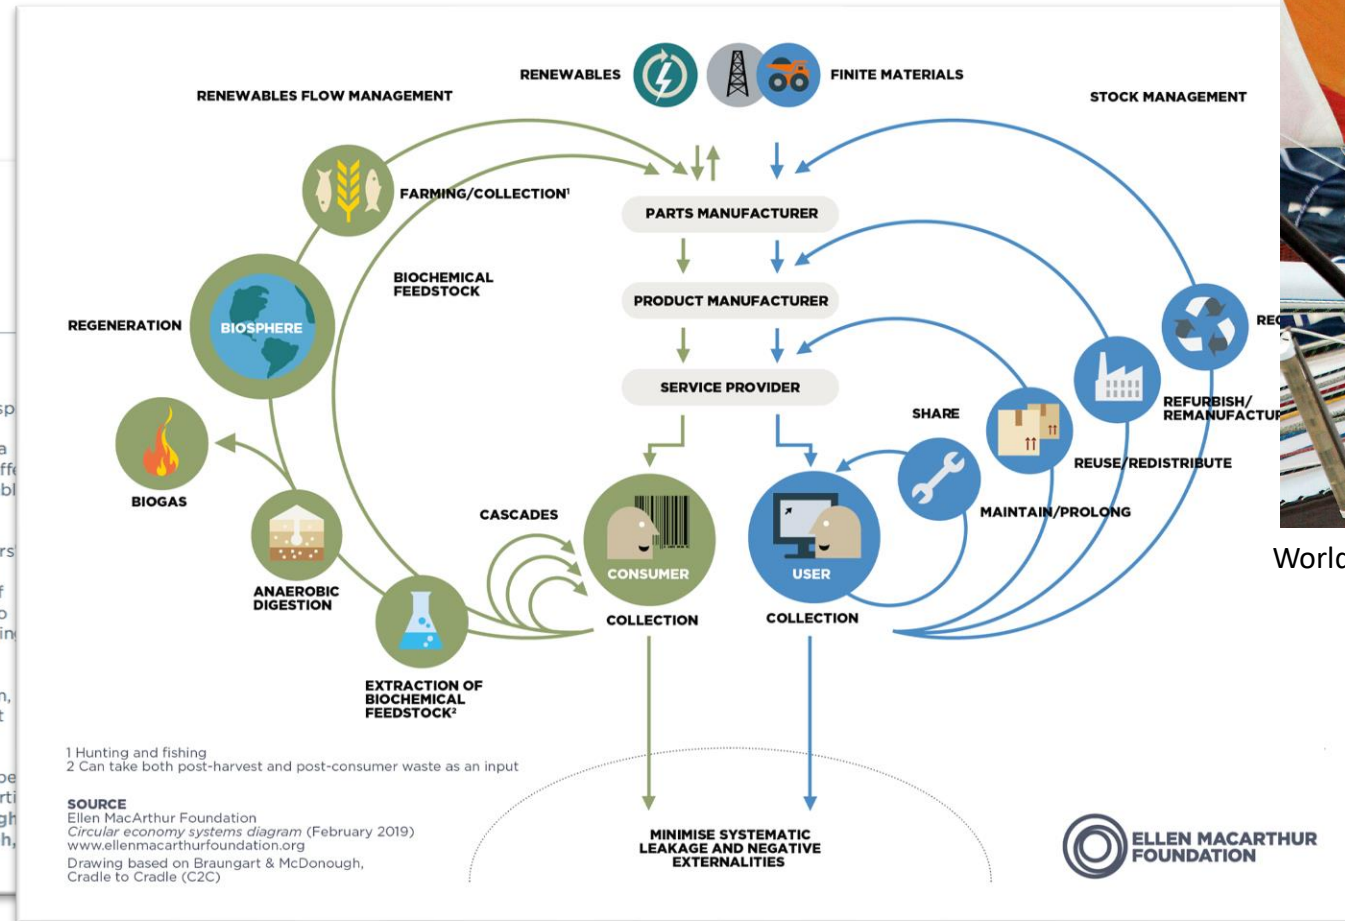 RENEWABLES
FINITE MATERIALS
RENEWABLES FLOW MANAGEMENT
STOCK MANAGEMENT
FARMING/COLLECTION¹
PARTS MANUFACTURER
BIOCHEMICAL
FEEDSTOCK
PRODUCT MANUFACTURER
REGENERATION
BIOSPHERE
SERVICE PROVIDER
SHARE
REFURBISH/
REMANUFACTUR
REUSE/REDISTRIBUTE
BIOGAS
CASCADES
MAINTAIN/PROLONG
World
CONSUMER
USER
ANAEROBIC
DIGESTION
COLLECTION
COLLECTION
EXTRACTION OF
BIOCHEMICAL
FEEDSTOCK²
1 Hunting and fishing
2 Can take both post-harvest and post-consumer waste as an input
SOURCE
Ellen MacArthur Foundation
Circular economy systems diagram (February 2019)
www.ellenmacarthurfoundation.org
Drawing based on Braungart & McDonough,
Cradle to Cradle (C2C)
MINIMISE SYSTEMATIC
LEAKAGE AND NEGATIVE
EXTERNALITIES
ELLEN MACARTHUR
FOUNDATION